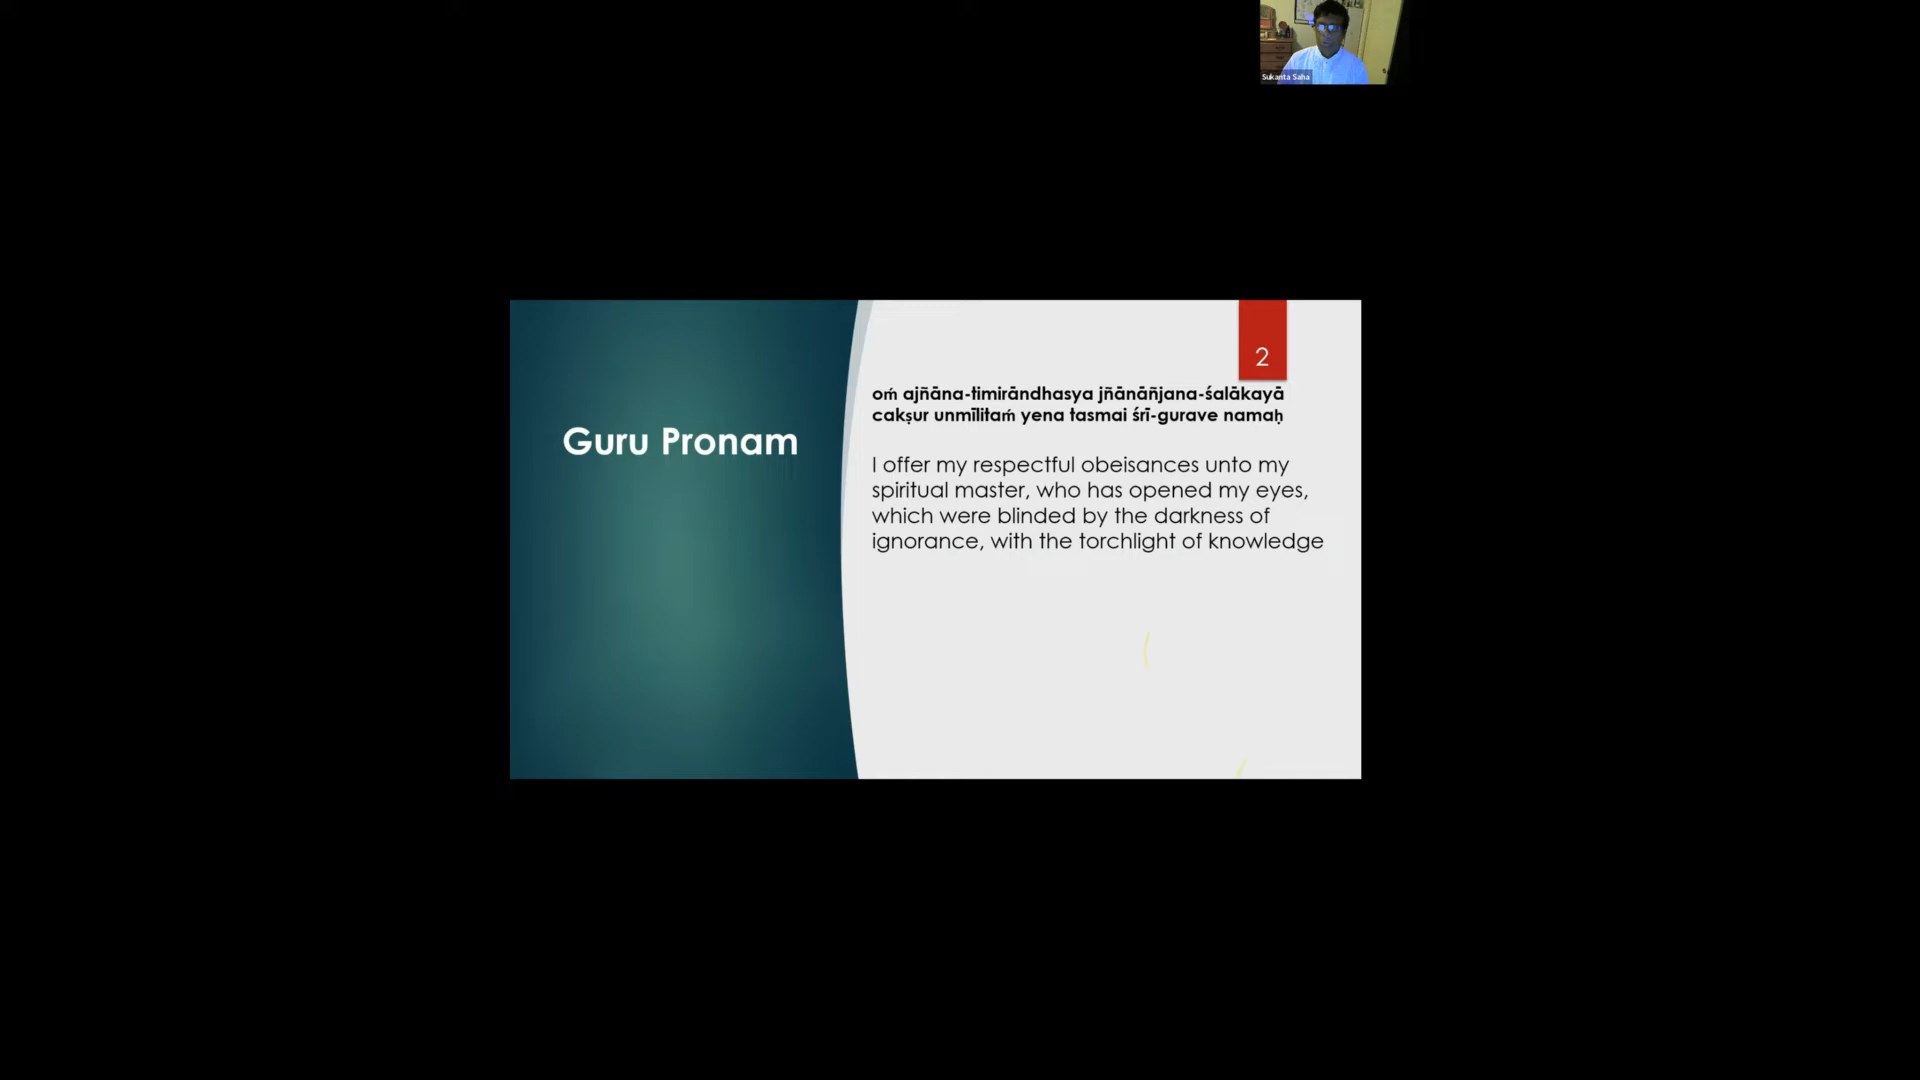 Sukanta Saha
2
Guru Pronam
oḿ ajñāna-timirāndhasya jñānāñjana-śalākayā
cakṣur unmīlitaḿ yena tasmai śrī-gurave namaḥ
I offer my respectful obeisances unto my
spiritual master, who has opened my eyes,
which were blinded by the darkness of
ignorance, with the torchlight of knowledge